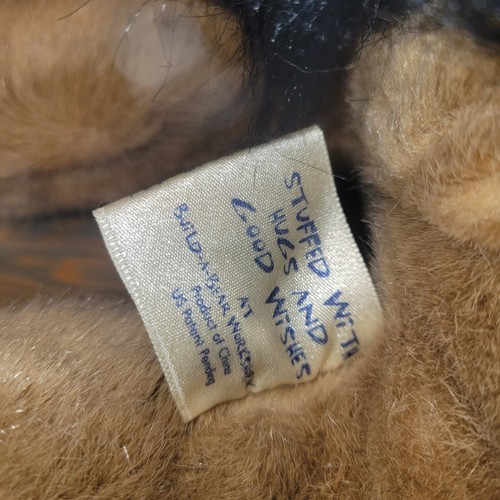 STUFFED WITH
HUGS AND
GOOD WISHES
AT
BUILD-A-BEAR WORKSHOP
Product of China
US Patent Pending